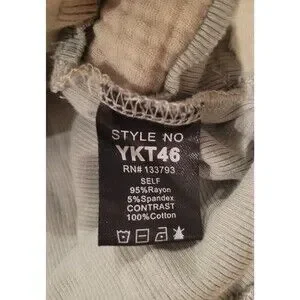 STYLE NO
YKT46
RN# 133793
SELF
95%Rayon
5%Spandex
CONTRAST
100%Cotton